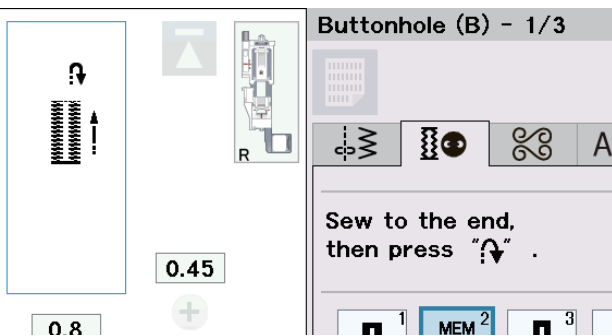 Buttonhole (B) - 1/3
R
A
Sew to the end,
then press "↷" .
0.45
0.8
1
MEM 2
3